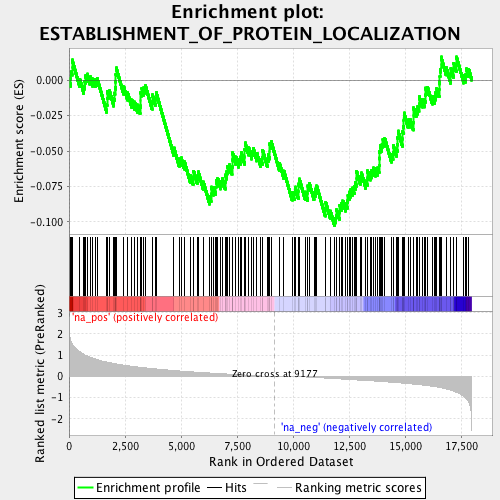 Enrichment plot:
ESTABLISHMENT_OF_PROTEIN_LOCALIZATION
Enrichment score (ES)
0.000
-0.025
-0.050
-0.075
-0.100
'na_pos' (positively correlated)
Ranked list metric (PreRanked)
3
2
1
0
-1
-2
Zero cross at 9177
'na_neg' (negatively correlated)
0
2,500
5,000
7,500
10,000
12,500
15,000
17,500
Rank in Ordered Dataset
Enrichment profile
Hits
Ranking metric scores